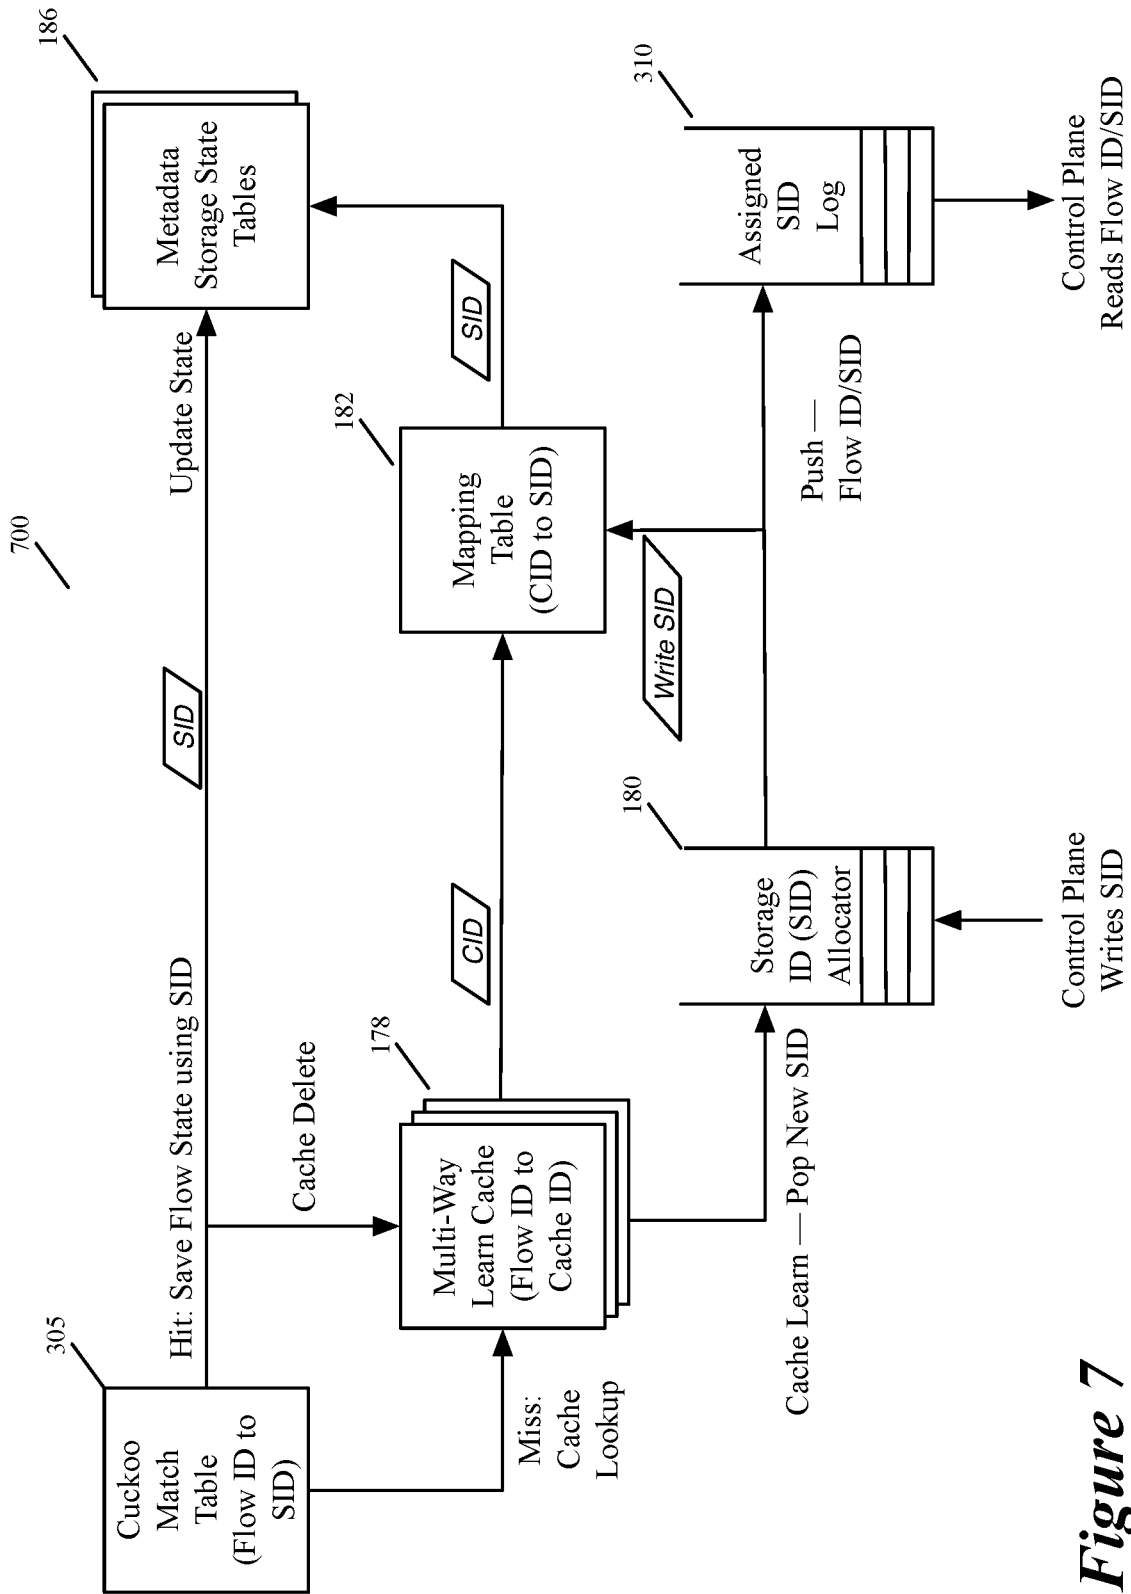 700
305
Cuckoo
Match
Table
(Flow ID to
SID)
Hit: Save Flow State using SID
SID
Update State
186
Metadata
Storage State
Tables
Cache Delete
Miss:
Cache
Lookup
178
Multi-Way
Learn Cache
(Flow ID to
Cache ID)
CID
182
Mapping
Table
(CID to SID)
SID
Cache Learn — Pop New SID
180
Storage
ID (SID)
Allocator
Write SID
Push —
Flow ID/SID
310
Assigned
SID
Log
Control Plane
Writes SID
Control Plane
Reads Flow ID/SID
Figure 7